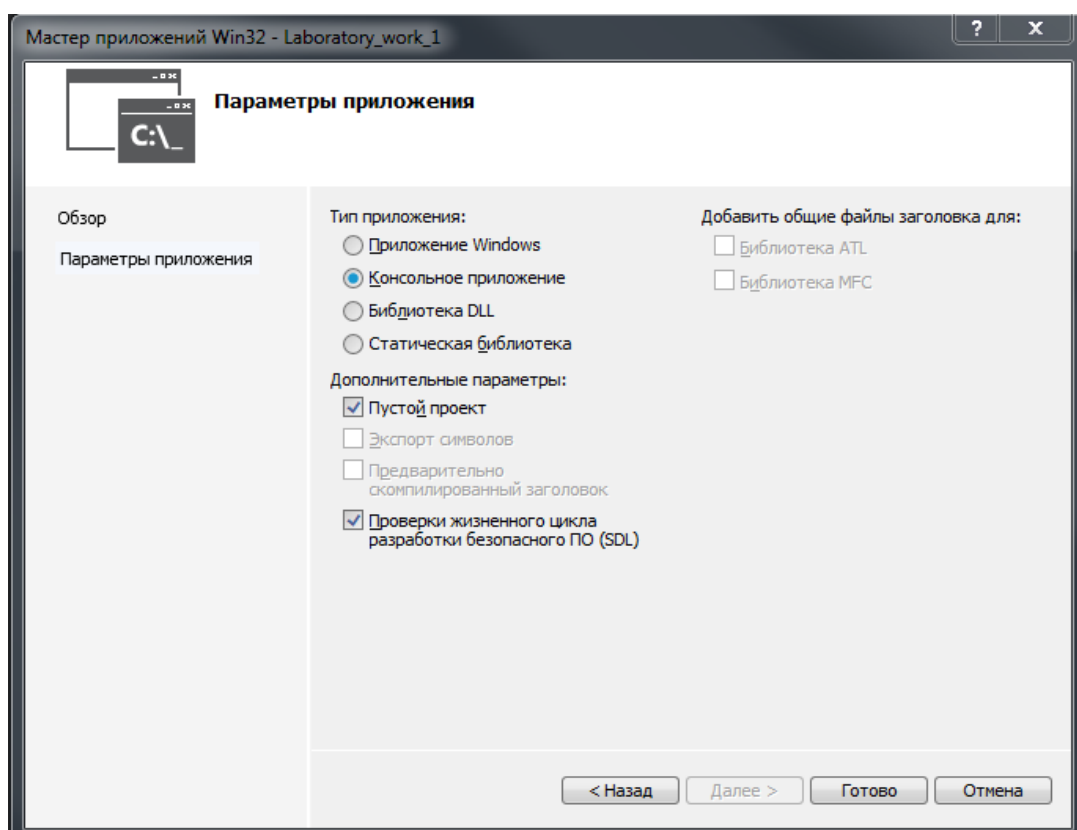 Мастер приложений Win32 - Laboratory_work_1
?
x
C:\_
Параметры приложения
Обзор
Параметры приложения
Тип приложения:
Приложение Windows
Консольное приложение
Библиотека DLL
Статическая библиотека
Дополнительные параметры:
Пустой проект
Экспорт символов
Предварительно
скомпилированный заголовок
Проверки жизненного цикла
разработки безопасного ПО (SDL)
Добавить общие файлы заголовка для:
Библиотека ATL
Библиотека MFC
< Назад
Далее >
Готово
Отмена